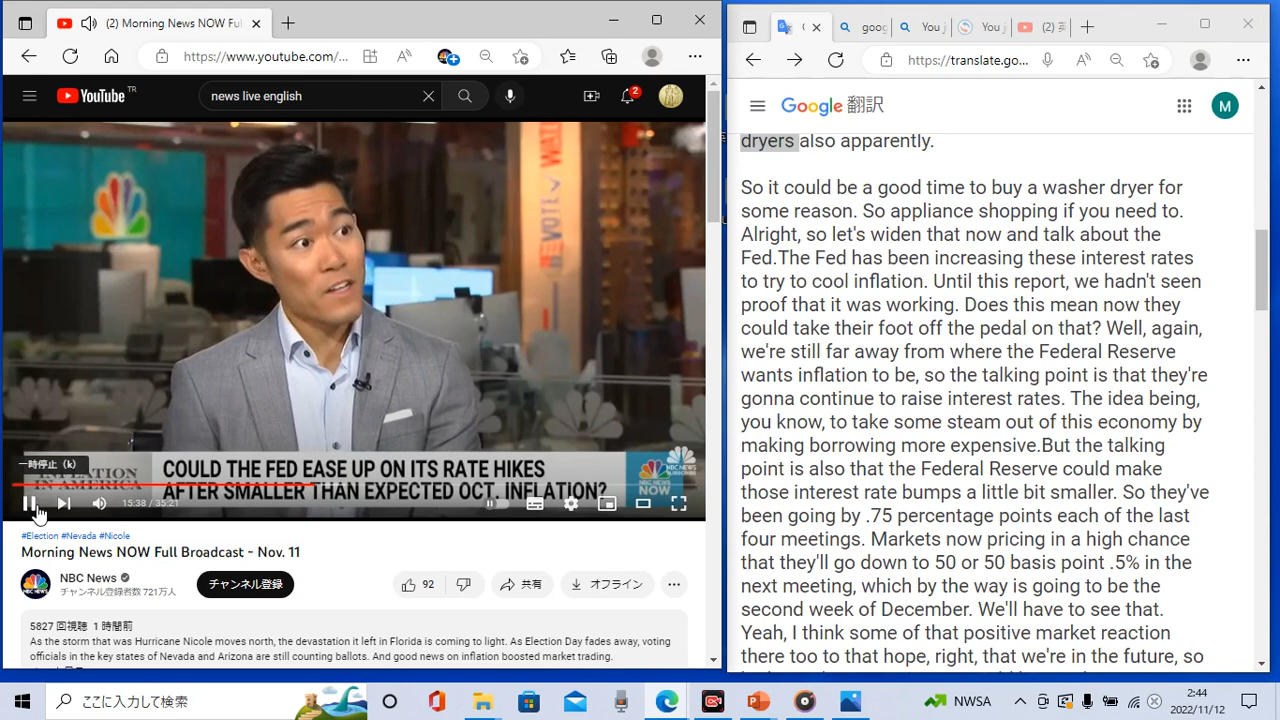 (2) Morning News NOW Full
https://www.youtube.com/...
YouTube TR
news live english
2
VOTE
WATCH
一時停止 (k)
INFLATION
IN AMERICA
COULD THE FED EASE UP ON ITS RATE HIKES
AFTER SMALLER THAN EXPECTED OCT. INFLATION?
NBC NEWS
NOW
15:38 / 35:21
#Election #Nevada #Nicole
Morning News NOW Full Broadcast - Nov. 11
NBC News
チャンネル登録者数 721万人
チャンネル登録
92
共有
オフライン
5827 回視聴 1 時間前
As the storm that was Hurricane Nicole moves north, the devastation it left in Florida is coming to light. As Election Day fades away, voting
officials in the key states of Nevada and Arizona are still counting ballots. And good news on inflation boosted market trading.
goog
You j
You j
(2) 
https://translate.go...
Google 翻訳
M
dryers also apparently.
So it could be a good time to buy a washer dryer for
some reason. So appliance shopping if you need to.
Alright, so let's widen that now and talk about the
Fed.The Fed has been increasing these interest rates
to try to cool inflation. Until this report, we hadn't seen
proof that it was working. Does this mean now they
could take their foot off the pedal on that? Well, again,
we're still far away from where the Federal Reserve
wants inflation to be, so the talking point is that they're
gonna continue to raise interest rates. The idea being,
you know, to take some steam out of this economy by
making borrowing more expensive.But the talking
point is also that the Federal Reserve could make
those interest rate bumps a little bit smaller. So they've
been going by .75 percentage points each of the last
four meetings. Markets now pricing in a high chance
that they'll go down to 50 or 50 basis point .5% in the
next meeting, which by the way is going to be the
second week of December. We'll have to see that.
Yeah, I think some of that positive market reaction
there too to that hope, right, that we're in the future, so
ここに入力して検索
NWSA
2:44
2022/11/12